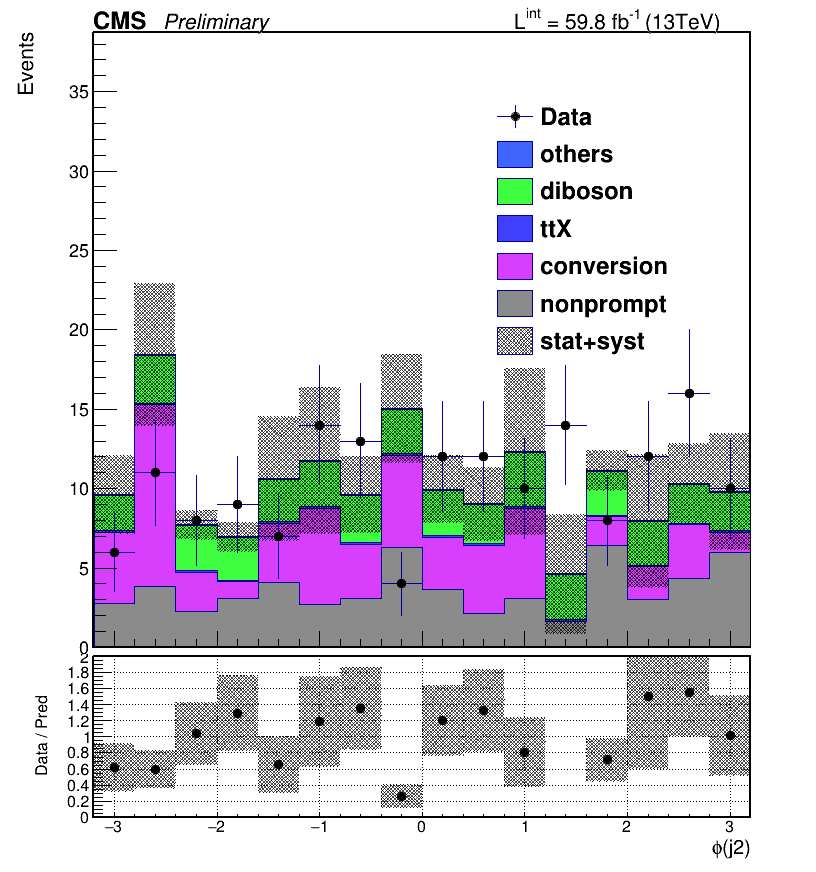 CMS Preliminary L^int = 59.8 fb^-1 (13TeV)
Events
35
30
25
20
15
10
5
0
Data
others
diboson
ttX
conversion
nonprompt
stat+syst
Data / Pred
2
1.8
1.6
1.4
1.2
1
0.8
0.6
0.4
0.2
0
−3 −2 −1 0 1 2 3
ϕ(j2)